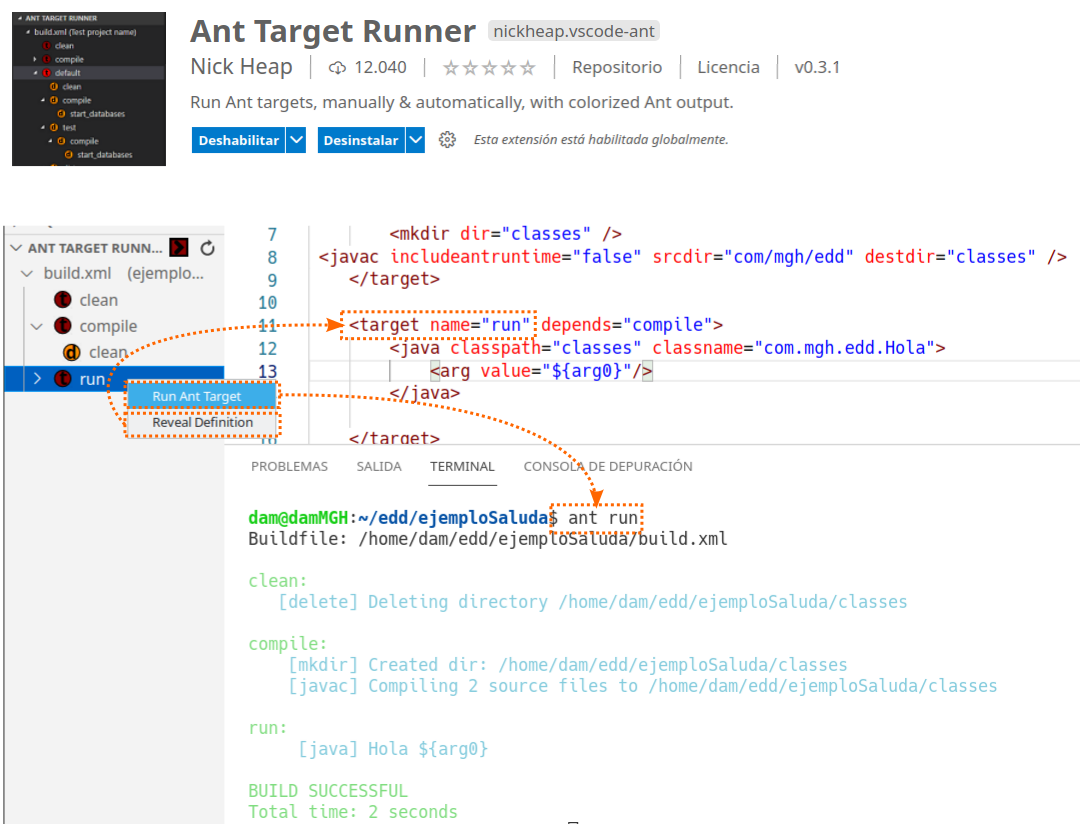 ANT TARGET RUNNER
build.xml (Test project name)
clean
compile
default
clean
compile
start_databases
test
compile
start_databases
Ant Target Runner nickheap.vscode-ant
Nick Heap 12.040 Repositorio Licencia v0.3.1
Run Ant targets, manually & automatically, with colorized Ant output.
Deshabilitar Desinstalar Esta extensión está habilitada globalmente.
ANT TARGET RUNN...
build.xml (ejemplo...
clean
compile
clean
run
Run Ant Target
Reveal Definition
7 <mkdir dir="classes" />
8 <javac includeantruntime="false" srcdir="com/mgh/edd" destdir="classes" />
9 </target>
10
11 <target name="run" depends="compile">
12 <java classpath="classes" classname="com.mgh.edd.Hola">
13 <arg value="${arg0}"/>
</java>
</target>
PROBLEMAS SALIDA TERMINAL CONSOLA DE DEPURACIÓN
dam@damMGH:~/edd/ejemploSaluda$ ant run
Buildfile: /home/dam/edd/ejemploSaluda/build.xml
clean:
[delete] Deleting directory /home/dam/edd/ejemploSaluda/classes
compile:
[mkdir] Created dir: /home/dam/edd/ejemploSaluda/classes
[javac] Compiling 2 source files to /home/dam/edd/ejemploSaluda/classes
run:
[java] Hola ${arg0}
BUILD SUCCESSFUL
Total time: 2 seconds